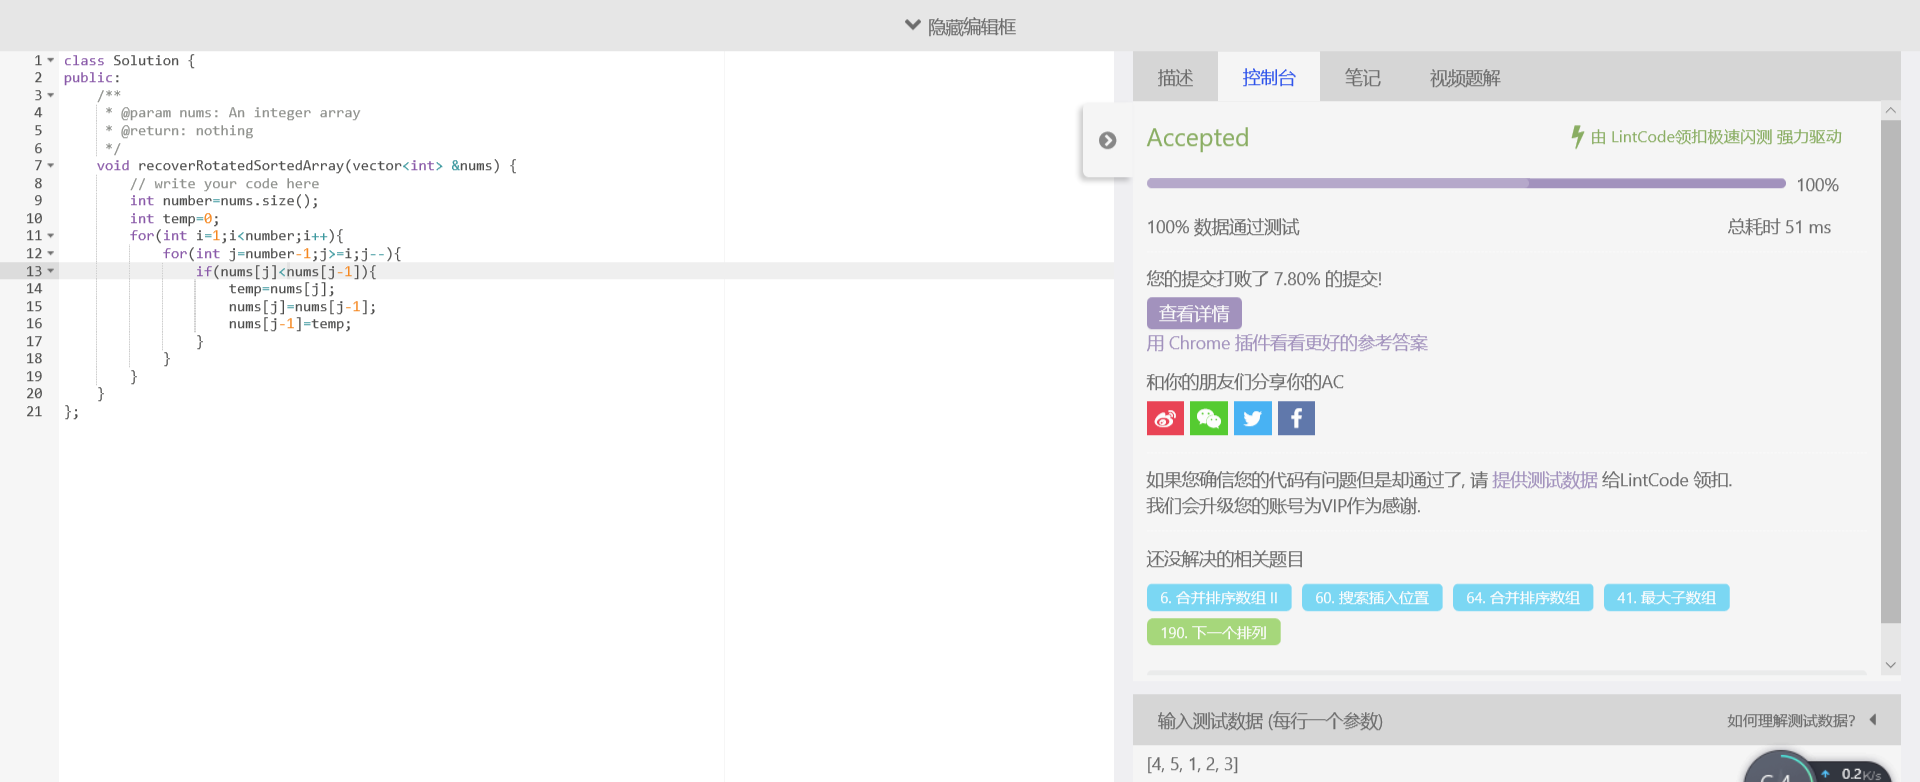 隐藏编辑框
1 class Solution {
2 public:
3     /**
4      * @param nums: An integer array
5      * @return: nothing
6      */
7     void recoverRotatedSortedArray(vector<int> &nums) {
8         // write your code here
9         int number=nums.size();
10         int temp=0;
11         for(int i=1;i<number;i++){
12             for(int j=number-1;j>=i;j--){
13                 if(nums[j]<nums[j-1]){
14                     temp=nums[j];
15                     nums[j]=nums[j-1];
16                     nums[j-1]=temp;
17                 }
18             }
19         }
20     }
21 };
描述 控制台 笔记 视频题解
Accepted 由 LintCode领扣极速闪测 强力驱动
100%
100% 数据通过测试 总耗时 51 ms
您的提交打败了 7.80% 的提交!
查看详情
用 Chrome 插件看看更好的参考答案
和你的朋友们分享你的AC
如果您确信您的代码有问题但是却通过了, 请 提供测试数据 给LintCode 领扣.
我们会升级您的账号为VIP作为感谢.
还没解决的相关题目
6. 合并排序数组 II 60. 搜索插入位置 64. 合并排序数组 41. 最大子数组
190. 下一个排列
输入测试数据 (每行一个参数) 如何理解测试数据?
[4, 5, 1, 2, 3]
0.2K/s